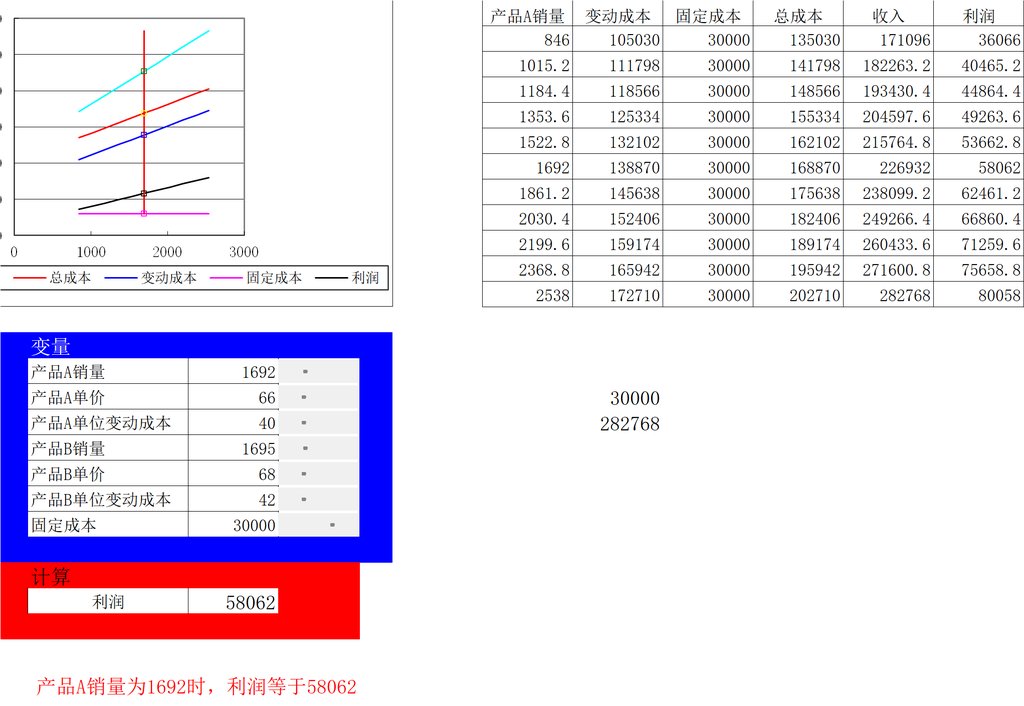 0 1000 2000 3000
总成本 变动成本 固定成本 利润
产品A销量 变动成本 固定成本 总成本 收入 利润
846 105030 30000 135030 171096 36066
1015.2 111798 30000 141798 182263.2 40465.2
1184.4 118566 30000 148566 193430.4 44864.4
1353.6 125334 30000 155334 204597.6 49263.6
1522.8 132102 30000 162102 215764.8 53662.8
1692 138870 30000 168870 226932 58062
1861.2 145638 30000 175638 238099.2 62461.2
2030.4 152406 30000 182406 249266.4 66860.4
2199.6 159174 30000 189174 260433.6 71259.6
2368.8 165942 30000 195942 271600.8 75658.8
2538 172710 30000 202710 282768 80058
变量
产品A销量 1692
产品A单价 66
产品A单位变动成本 40
产品B销量 1695
产品B单价 68
产品B单位变动成本 42
固定成本 30000
30000
282768
计算
利润 58062
产品A销量为1692时，利润等于58062